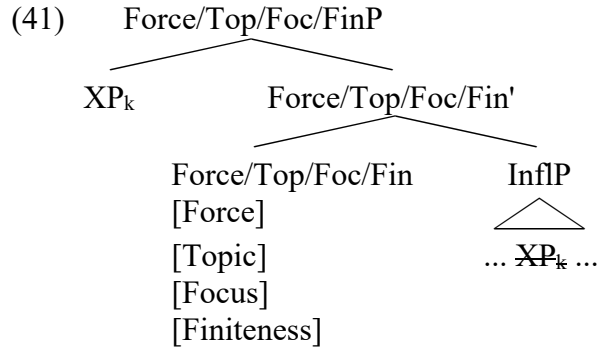 (41) Force/Top/Foc/FinP
XPk Force/Top/Foc/Fin'
Force/Top/Foc/Fin InflP
[Force]
[Topic] ... XPk ...
[Focus]
[Finiteness]